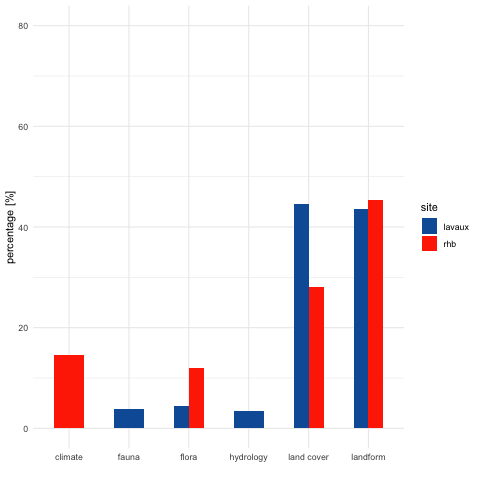 80
60
40
20
0
percentage [%]
climate
fauna
flora
hydrology
land cover
landform
site
lavaux
rhb